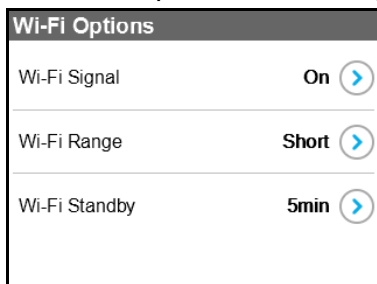 Wi-Fi Options
Wi-Fi Signal On
Wi-Fi Range Short
Wi-Fi Standby 5min